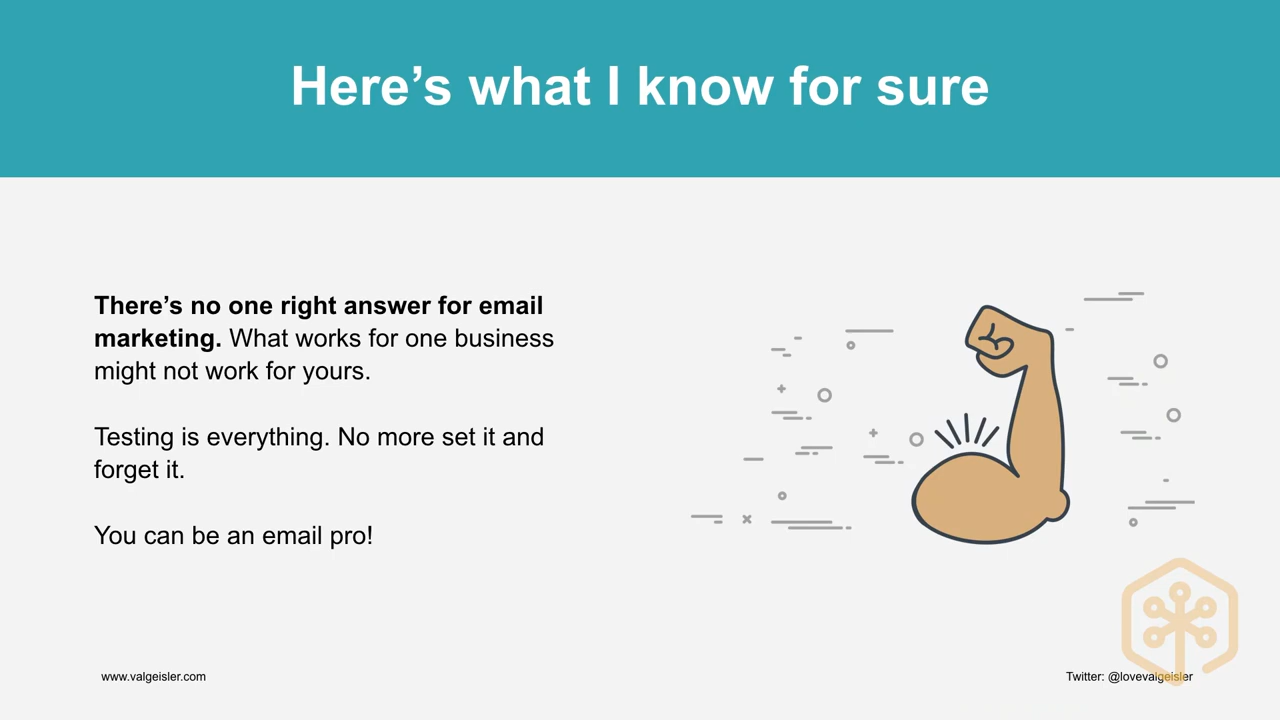 Here’s what I know for sure
There’s no one right answer for email
marketing. What works for one business
might not work for yours.
Testing is everything. No more set it and
forget it.
You can be an email pro!
www.valgeisler.com
Twitter: @lovevalgeisler